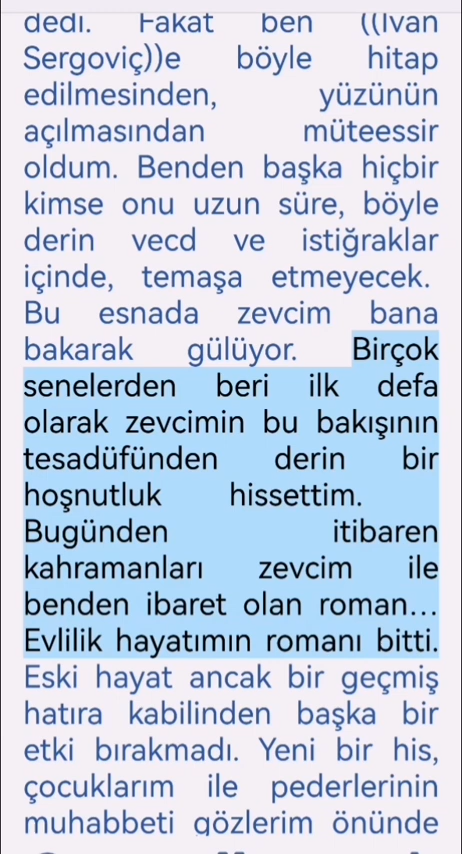 dedi. Fakat ben ((İvan
Sergoviç))e böyle hitap
edilmesinden, yüzünün
açılmasından müteessir
oldum. Benden başka hiçbir
kimse onu uzun süre, böyle
derin vecd ve istiğraklar
içinde, temaşa etmeyecek.
Bu esnada zevcim bana
bakarak gülüyor. Birçok
senelerden beri ilk defa
olarak zevcimin bu bakışının
tesadüfünden derin bir
hoşnutluk hissettim.
Bugünden itibaren
kahramanları zevcim ile
benden ibaret olan roman...
Evlilik hayatımın romanı bitti.
Eski hayat ancak bir geçmiş
hatıra kabilinden başka bir
etki bırakmadı. Yeni bir his,
çocuklarım ile pederlerinin
muhabbeti gözlerim önünde